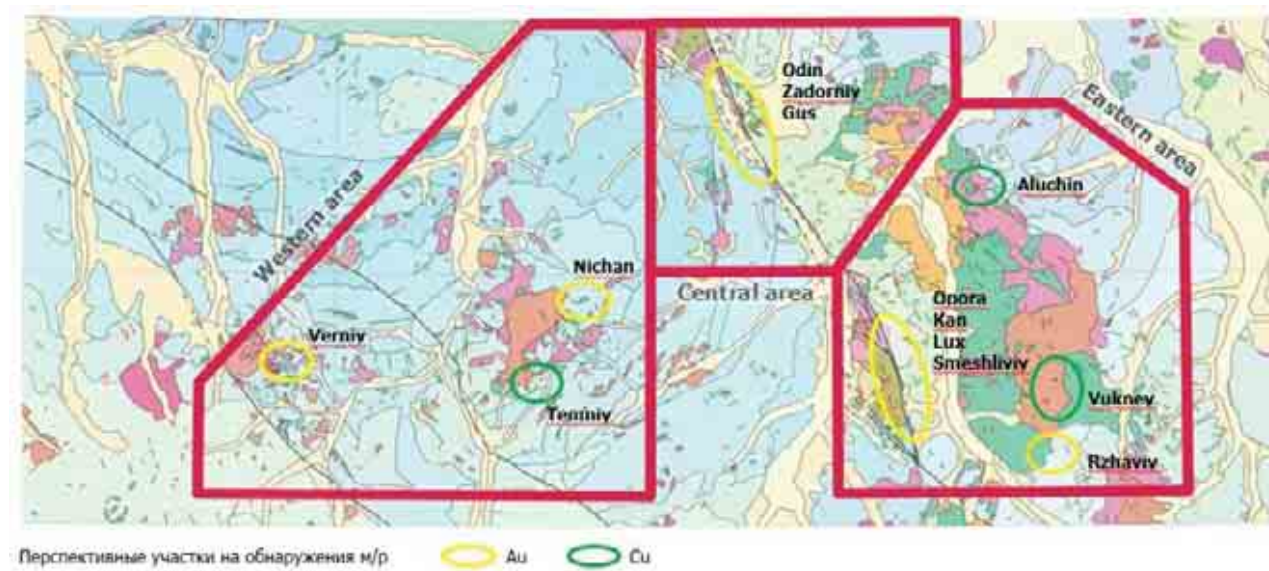 Odin
Zadorniy
Gus
Eastern area
Aluchin
Western area
Nichan
Central area
Opora
Kan
Lux
Smeshliviy
Verniy
Temniy
Vukney
Rzhaviy
Перспективные участки на обнаружения м/р
Au
Cu